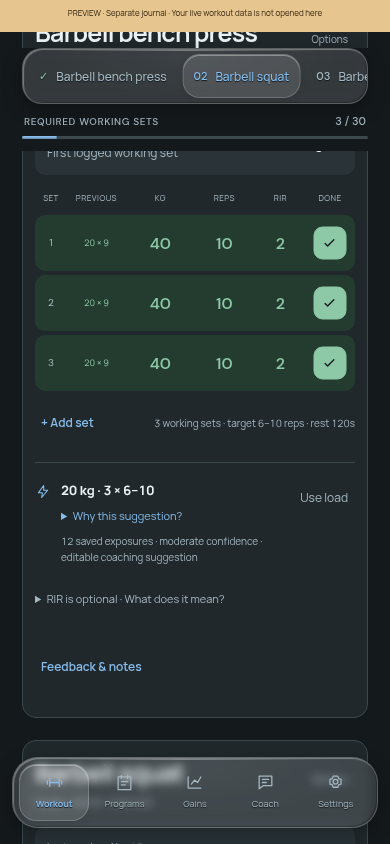 PREVIEW · Separate journal · Your live workout data is not opened here
Barbell bench press
Options
✓ Barbell bench press 02 Barbell squat 03 Barbe
REQUIRED WORKING SETS 3 / 30
First logged working set
SET PREVIOUS KG REPS RIR DONE
1 20 × 9 40 10 2 ✓
2 20 × 9 40 10 2 ✓
3 20 × 9 40 10 2 ✓
+ Add set 3 working sets · target 6–10 reps · rest 120s
20 kg · 3 × 6–10 Use load
▶ Why this suggestion?
12 saved exposures · moderate confidence ·
editable coaching suggestion
▶ RIR is optional · What does it mean?
Feedback & notes
Barbell squat
Workout Programs Gains Coach Settings